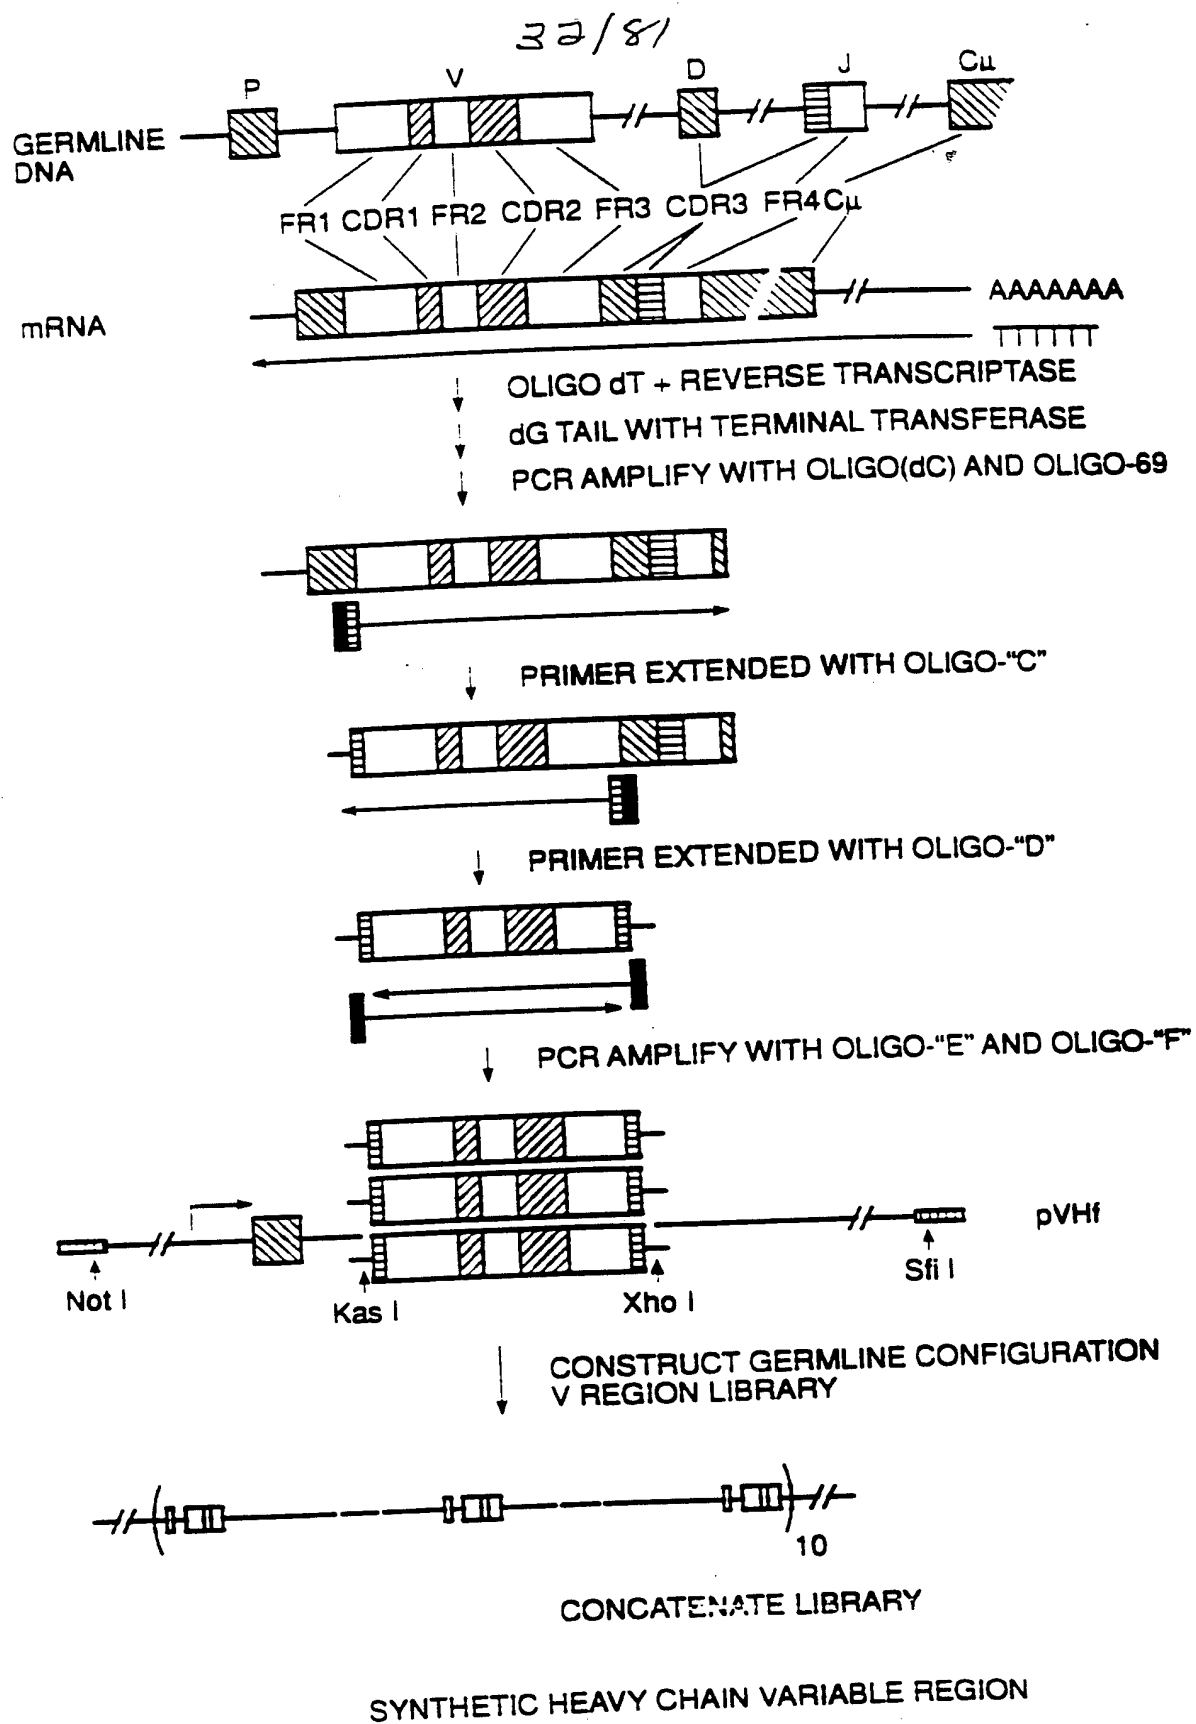 32/81
P V D J Cμ
GERMLINE
DNA
FR1 CDR1 FR2 CDR2 FR3 CDR3 FR4 Cμ
mRNA
AAAAAAA
TTTTTT
OLIGO dT + REVERSE TRANSCRIPTASE
dG TAIL WITH TERMINAL TRANSFERASE
PCR AMPLIFY WITH OLIGO(dC) AND OLIGO-69
PRIMER EXTENDED WITH OLIGO-"C"
PRIMER EXTENDED WITH OLIGO-"D"
PCR AMPLIFY WITH OLIGO-"E" AND OLIGO-"F"
pVHf
Not I Kas I Xho I Sfi I
CONSTRUCT GERMLINE CONFIGURATION
V REGION LIBRARY
10
CONCATENATE LIBRARY
SYNTHETIC HEAVY CHAIN VARIABLE REGION